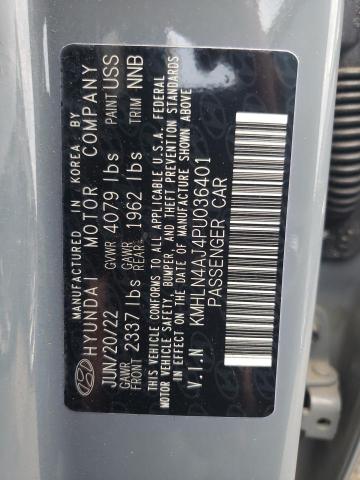 MANUFACTURED IN KOREA BY
HYUNDAI MOTOR COMPANY
JUN/20/22 GVWR 4079 lbs PAINT USS
GAWR FRONT 2337 lbs GAWR REAR 1962 lbs TRIM NNB
THIS VEHICLE CONFORMS TO ALL APPLICABLE U.S.A. FEDERAL
MOTOR VEHICLE SAFETY, BUMPER, AND THEFT PREVENTION STANDARDS
IN EFFECT ON THE DATE OF MANUFACTURE SHOWN ABOVE
V.I.N KMHLN4AJ4PU036401
PASSENGER CAR